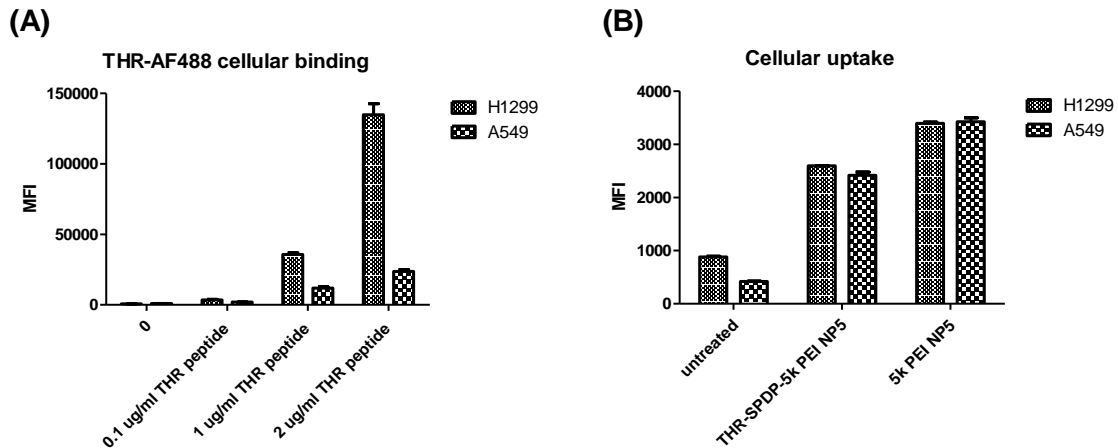 (A)
THR-AF488 cellular binding
150000
100000
50000
0
MFI
H1299
A549
0
0.1 ug/ml THR peptide
1 ug/ml THR peptide
2 ug/ml THR peptide
(B)
Cellular uptake
4000
3000
2000
1000
0
MFI
H1299
A549
untreated
THR-SPDP-5k PEI NP5
5k PEI NP5